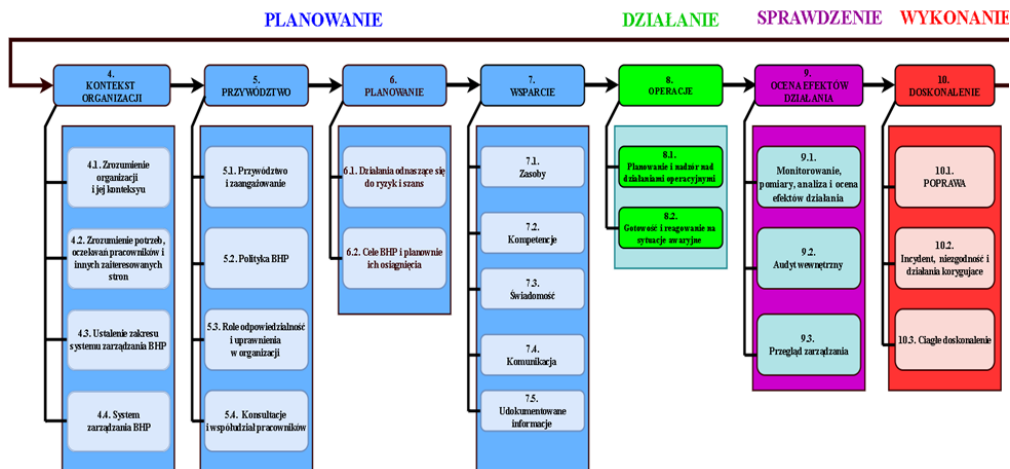 PLANOWANIE
DZIAŁANIE
SPRAWDZENIE
WYKONANIE
4.
KONTEKST
ORGANIZACJI
5.
PRZYWÓDZTWO
6.
PLANOWANIE
7.
WSPARCIE
8.
OPERACJE
9.
OCENA EFEKTÓW
DZIAŁANIA
10.
DOSKONALENIE
4.1. Zrozumienie
organizacji
i jej kontekstu
4.2. Zrozumienie potrzeb,
oczekiwań pracowników i
innych zaiteresowanych
stron
4.3. Ustalenie zakresu
systemu zarządzania BHP
4.4. System
zarządzania BHP
5.1. Przywództwo
i zaangażowanie
5.2. Polityka BHP
5.3. Role odpowiedzialność
i uprawnienia
w organizacji
5.4. Konsultacje
i współudział pracowników
6.1. Działania odnaszące się
do ryzyk i szans
6.2. Cele BHP i planownie
ich osiągnięcia
7.1.
Zasoby
7.2.
Kompetencje
7.3.
Świadomość
7.4.
Komunikacja
7.5.
Udokumentowane
informacje
8.1.
Planowanie i nadzór nad
działaniami operacyjnymi
8.2.
Gotowość i reagowanie na
sytuacje awaryjne
9.1.
Monitorowanie,
pomiary, analiza i ocena
efektów działania
9.2.
Audyt wewnętrzny
9.3.
Przegląd zarządzania
10.1.
POPRAWA
10.2.
Incydent, niezgodność i
działania korygujace
10.3. Ciągłe doskonalenie